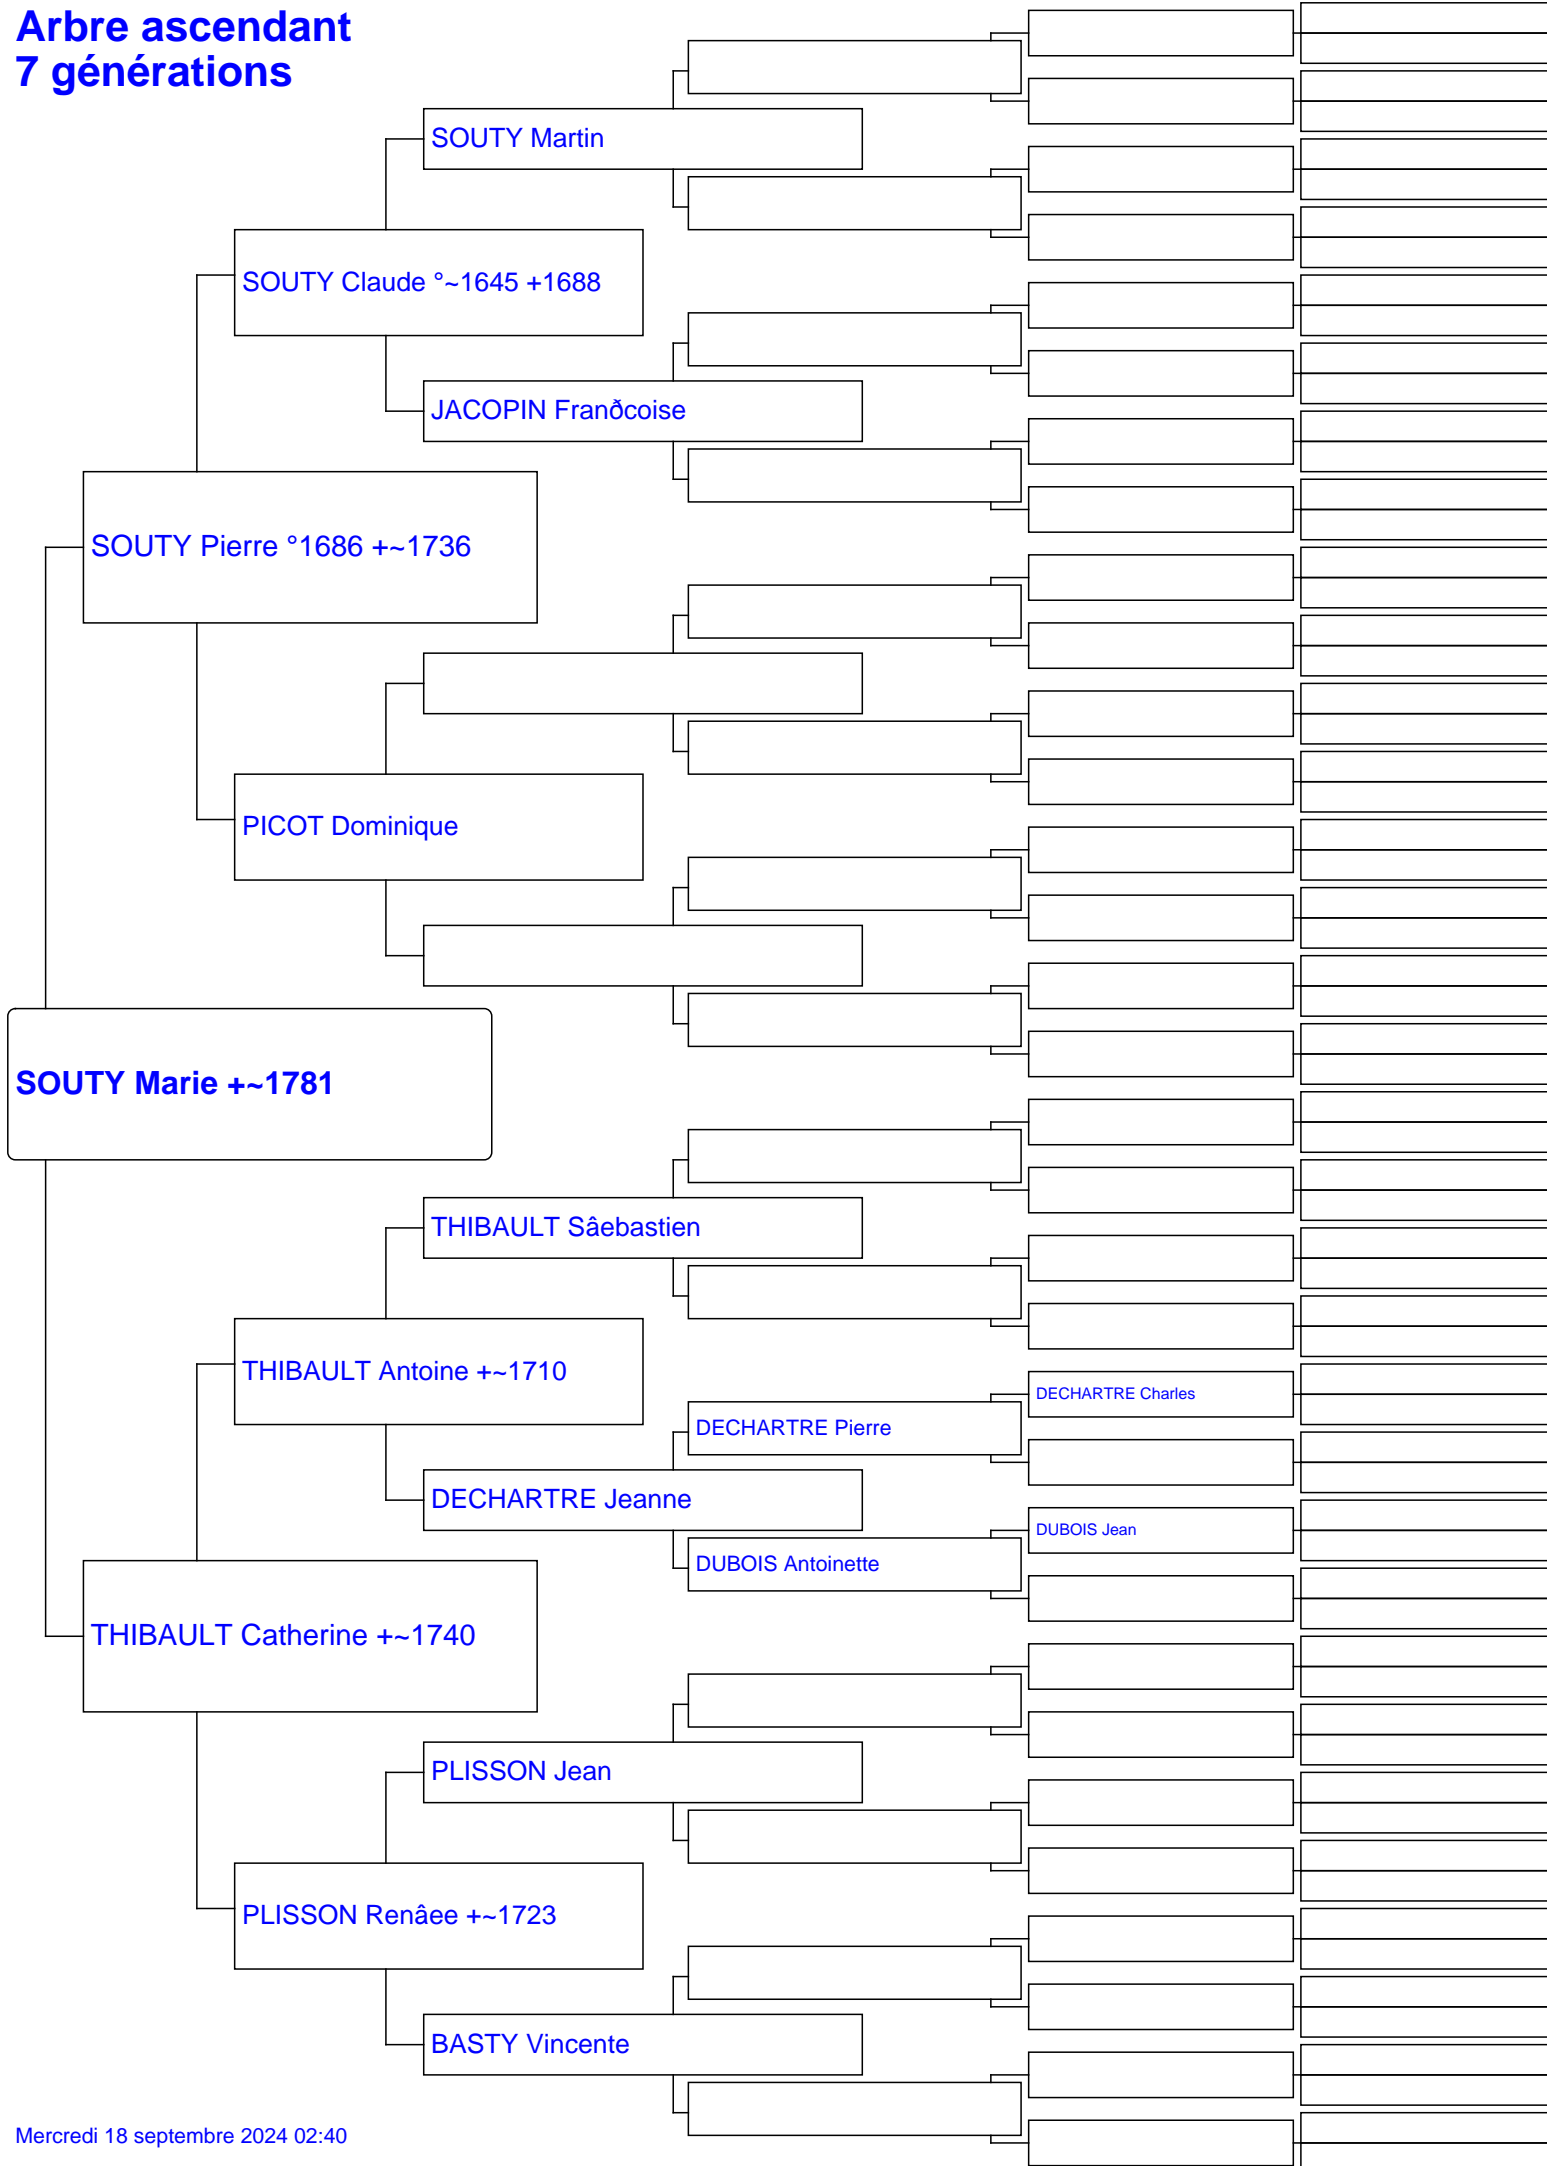 Arbre ascendant
7 générations
SOUTY Martin
SOUTY Claude °~1645 +1688
JACOPIN Franðcoise
SOUTY Pierre °1686 +~1736
PICOT Dominique
SOUTY Marie +~1781
THIBAULT Sâebastien
THIBAULT Antoine +~1710
DECHARTRE Charles
DECHARTRE Pierre
DECHARTRE Jeanne
DUBOIS Jean
DUBOIS Antoinette
THIBAULT Catherine +~1740
PLISSON Jean
PLISSON Renâee +~1723
BASTY Vincente
Mercredi 18 septembre 2024 02:40